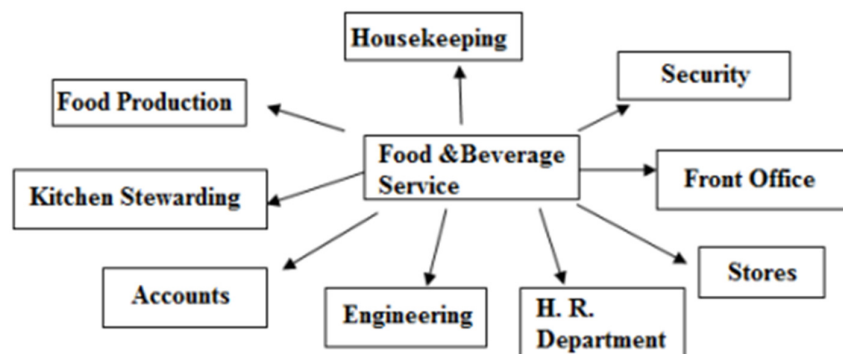 Housekeeping
Security
Food Production
Food &Beverage
Service
Front Office
Kitchen Stewarding
Stores
Accounts
Engineering
H. R.
Department